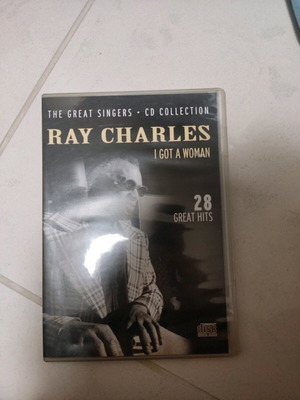 THE GREAT SINGERS • CD COLLECTION
RAY CHARLES
I GOT A WOMAN
28
GREAT HITS